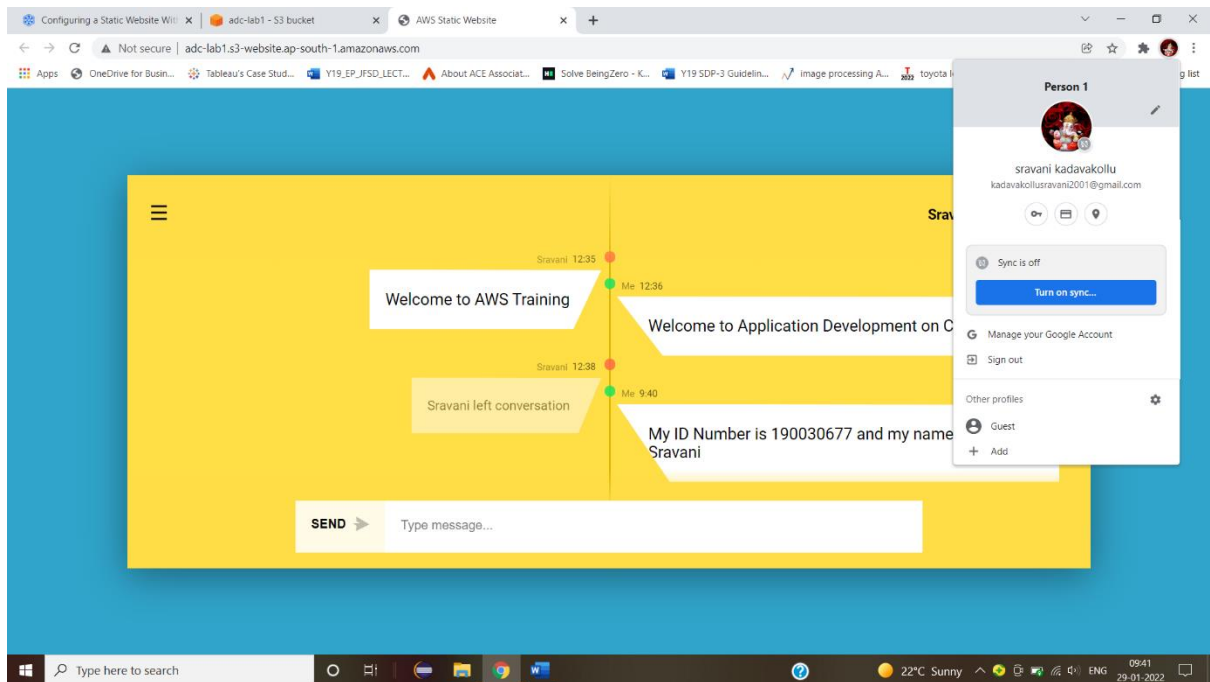 Configuring a Static Website Wit
adc-lab1 - S3 bucket
AWS Static Website
Not secure | adc-lab1.s3-website.ap-south-1.amazonaws.com
Apps
OneDrive for Busin...
Tableau's Case Stud...
Y19_EP_JFSD_LECT...
About ACE Associat...
Solve BeingZero - K...
Y19 SDP-3 Guidelin...
image processing A...
toyota
g list
Person 1
sravani kadavakollu
kadavakollusravani2001@gmail.com
Sync is off
Turn on sync...
Manage your Google Account
Sign out
Other profiles
Guest
Add
Srav
Sravani 12:35
Welcome to AWS Training
Me 12:36
Welcome to Application Development on C
Sravani 12:38
Sravani left conversation
Me 9:40
My ID Number is 190030677 and my name
Sravani
SEND
Type message...
Type here to search
22°C Sunny
ENG
09:41
29-01-2022